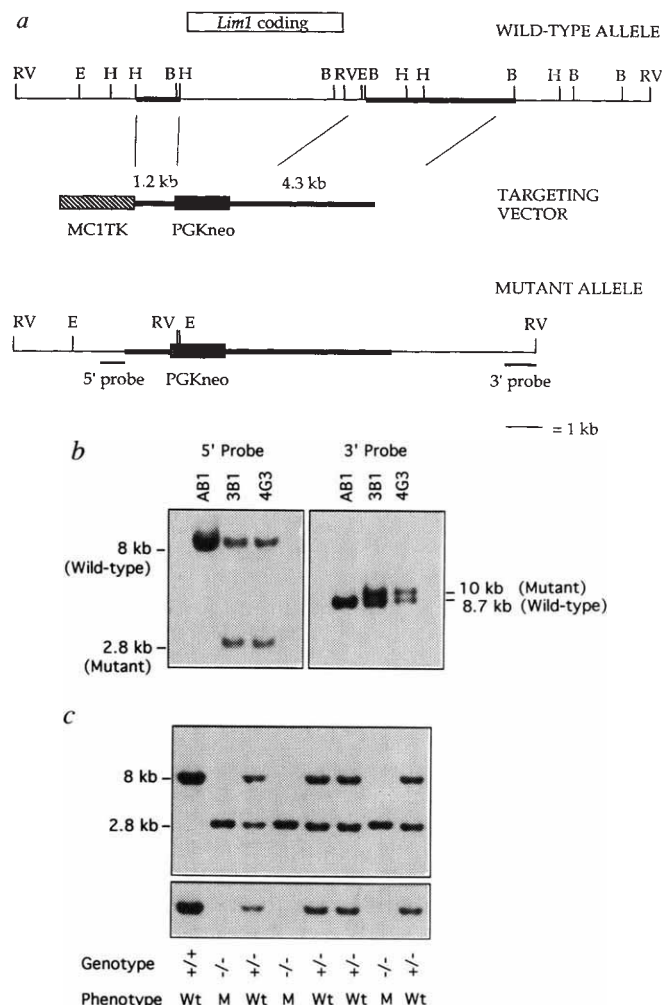 a
Lim1 coding
WILD-TYPE ALLELE
RV E H H B H B RV E B H H B H B B RV
1.2 kb 4.3 kb
TARGETING
VECTOR
MC1TK PGKneo
MUTANT ALLELE
RV E RV E RV
5' probe PGKneo 3' probe
= 1 kb
b
5' Probe 3' Probe
AB1 3B1 4G3 AB1 3B1 4G3
8 kb
(Wild-type)
10 kb (Mutant)
8.7 kb (Wild-type)
2.8 kb
(Mutant)
c
8 kb
2.8 kb
Genotype +/+ -/- +/- -/- +/- +/- -/- +/-
Phenotype Wt M Wt M Wt Wt M Wt